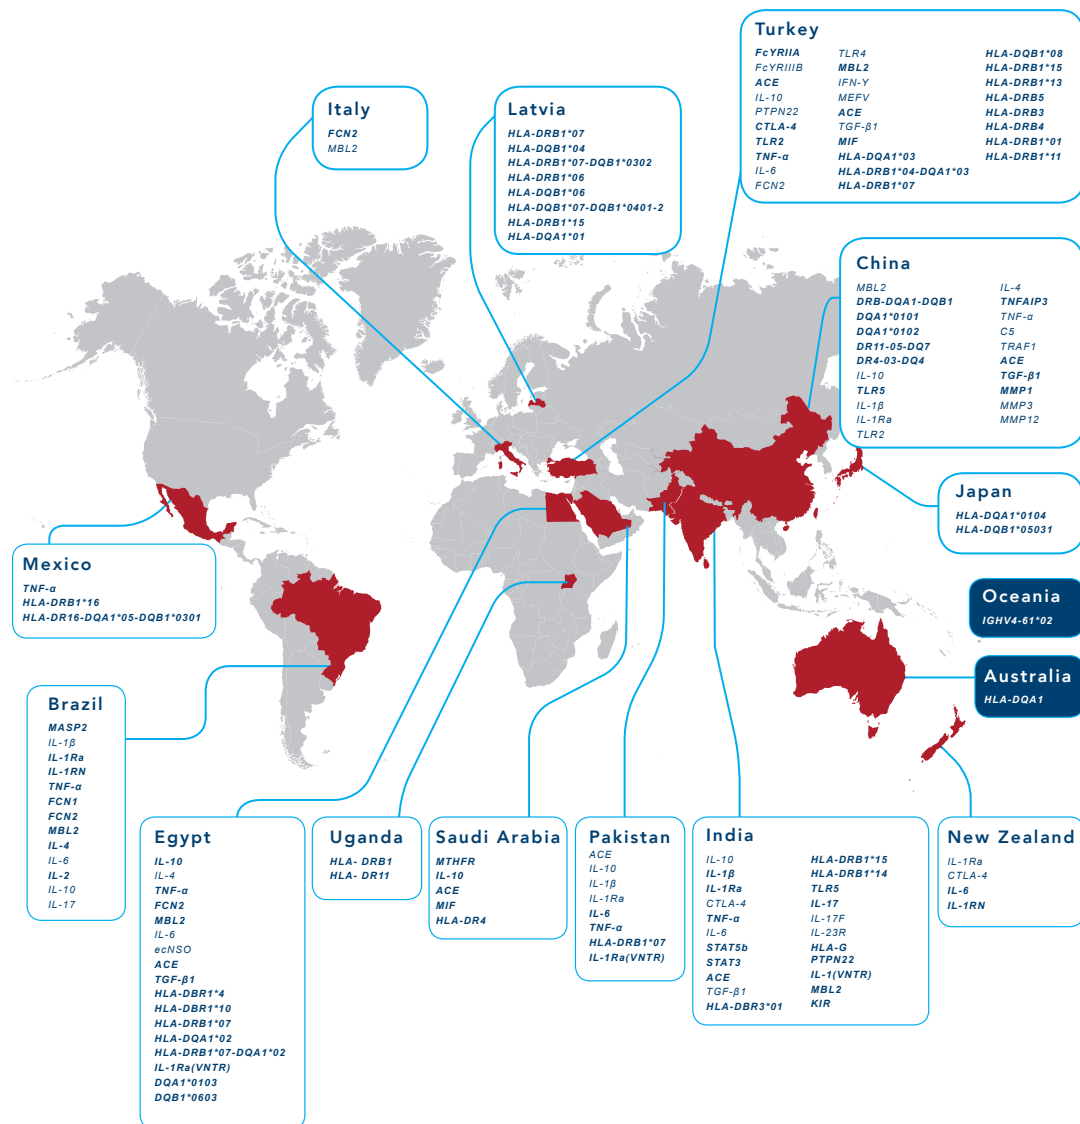 Turkey
FcYRIIA
FcYRIIIB
ACE
IL-10
PTPN22
CTLA-4
TLR2
TNF-α
IL-6
FCN2
TLR4
MBL2
IFN-Y
MEFV
ACE
TGF-β1
MIF
HLA-DQA1*03
HLA-DRB1*04-DQA1*03
HLA-DRB1*07
HLA-DQB1*08
HLA-DRB1*15
HLA-DRB1*13
HLA-DRB5
HLA-DRB3
HLA-DRB4
HLA-DRB1*01
HLA-DRB1*11
Italy
FCN2
MBL2
Latvia
HLA-DRB1*07
HLA-DQB1*04
HLA-DRB1*07-DQB1*0302
HLA-DRB1*06
HLA-DQB1*06
HLA-DQB1*07-DQB1*0401-2
HLA-DRB1*15
HLA-DQA1*01
China
MBL2
DRB-DQA1-DQB1
DQA1*0101
DQA1*0102
DR11-05-DQ7
DR4-03-DQ4
IL-10
TLR5
IL-1β
IL-1Ra
TLR2
IL-4
TNFAIP3
TNF-α
C5
TRAF1
ACE
TGF-β1
MMP1
MMP3
MMP12
Japan
HLA-DQA1*0104
HLA-DQB1*05031
Mexico
TNF-α
HLA-DRB1*16
HLA-DR16-DQA1*05-DQB1*0301
Oceania
IGHV4-61*02
Australia
HLA-DQA1
Brazil
MASP2
IL-1β
IL-1Ra
IL-1RN
TNF-α
FCN1
FCN2
MBL2
IL-4
IL-6
IL-2
IL-10
IL-17
Egypt
IL-10
IL-4
TNF-α
FCN2
MBL2
IL-6
ecNSO
ACE
TGF-β1
HLA-DBR1*4
HLA-DBR1*10
HLA-DRB1*07
HLA-DQA1*02
HLA-DRB1*07-DQA1*02
IL-1Ra(VNTR)
DQA1*0103
DQB1*0603
Uganda
HLA- DRB1
HLA- DR11
Saudi Arabia
MTHFR
IL-10
ACE
MIF
HLA-DR4
Pakistan
ACE
IL-10
IL-1β
IL-1Ra
IL-6
TNF-α
HLA-DRB1*07
IL-1Ra(VNTR)
India
IL-10
IL-1β
IL-1Ra
CTLA-4
TNF-α
IL-6
STAT5b
STAT3
ACE
TGF-β1
HLA-DBR3*01
HLA-DRB1*15
HLA-DRB1*14
TLR5
IL-17
IL-17F
IL-23R
HLA-G
PTPN22
IL-1(VNTR)
MBL2
KIR
New Zealand
IL-1Ra
CTLA-4
IL-6
IL-1RN